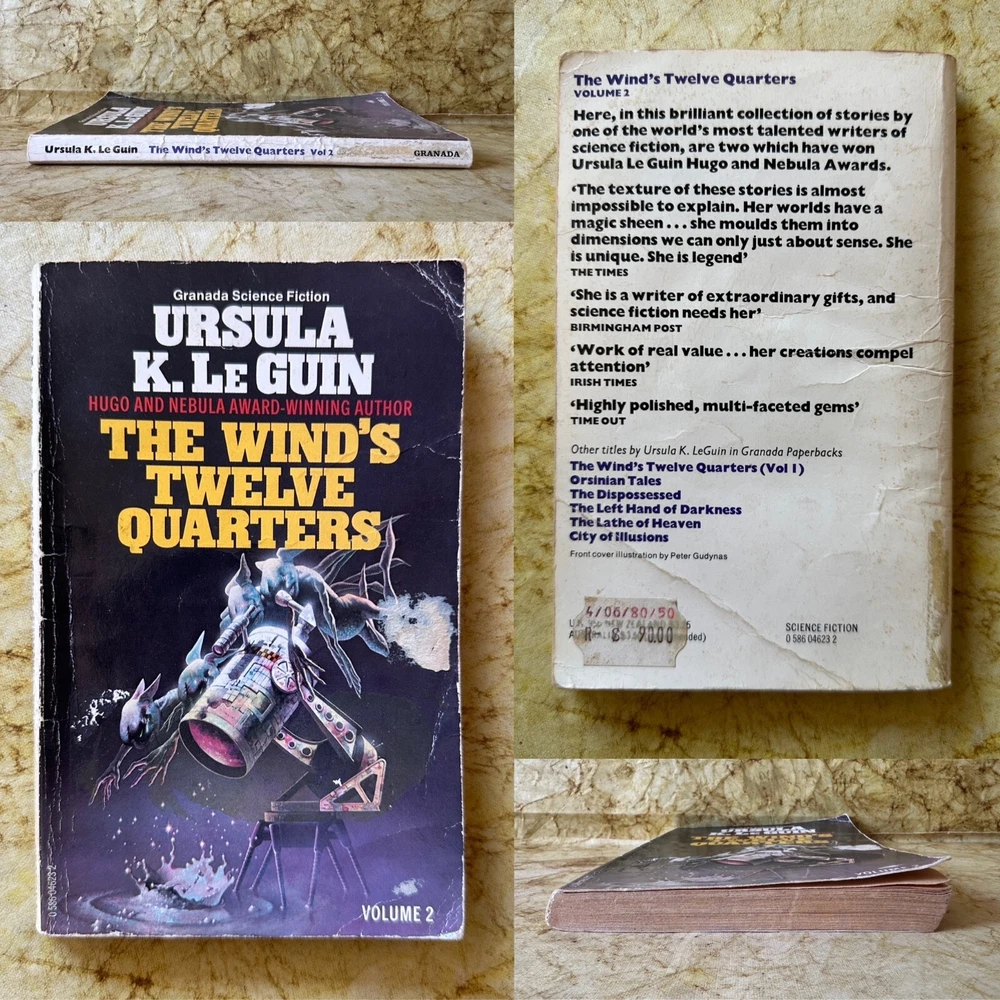 Ursula K. Le Guin The Wind's Twelve Quarters Vol 2 GRANADA
Granada Science Fiction
URSULA
K. LE GUIN
HUGO AND NEBULA AWARD-WINNING AUTHOR
THE WIND'S
TWELVE
QUARTERS
0 586 04623 2
VOLUME 2
The Wind's Twelve Quarters
VOLUME 2
Here, in this brilliant collection of stories by
one of the world's most talented writers of
science fiction, are two which have won
Ursula Le Guin Hugo and Nebula Awards.
'The texture of these stories is almost
impossible to explain. Her worlds have a
magic sheen ... she moulds them into
dimensions we can only just about sense. She
is unique. She is legend'
THE TIMES
'She is a writer of extraordinary gifts, and
science fiction needs her'
BIRMINGHAM POST
'Work of real value ... her creations compel
attention'
IRISH TIMES
'Highly polished, multi-faceted gems'
TIME OUT
Other titles by Ursula K. LeGuin in Granada Paperbacks
The Wind's Twelve Quarters (Vol 1)
Orsinian Tales
The Dispossessed
The Left Hand of Darkness
The Lathe of Heaven
City of Illusions
Front cover illustration by Peter Gudynas
4/06/80/50
90.00
SCIENCE FICTION
0 586 04623 2
URSULA
K. LE GUIN
VOLUME